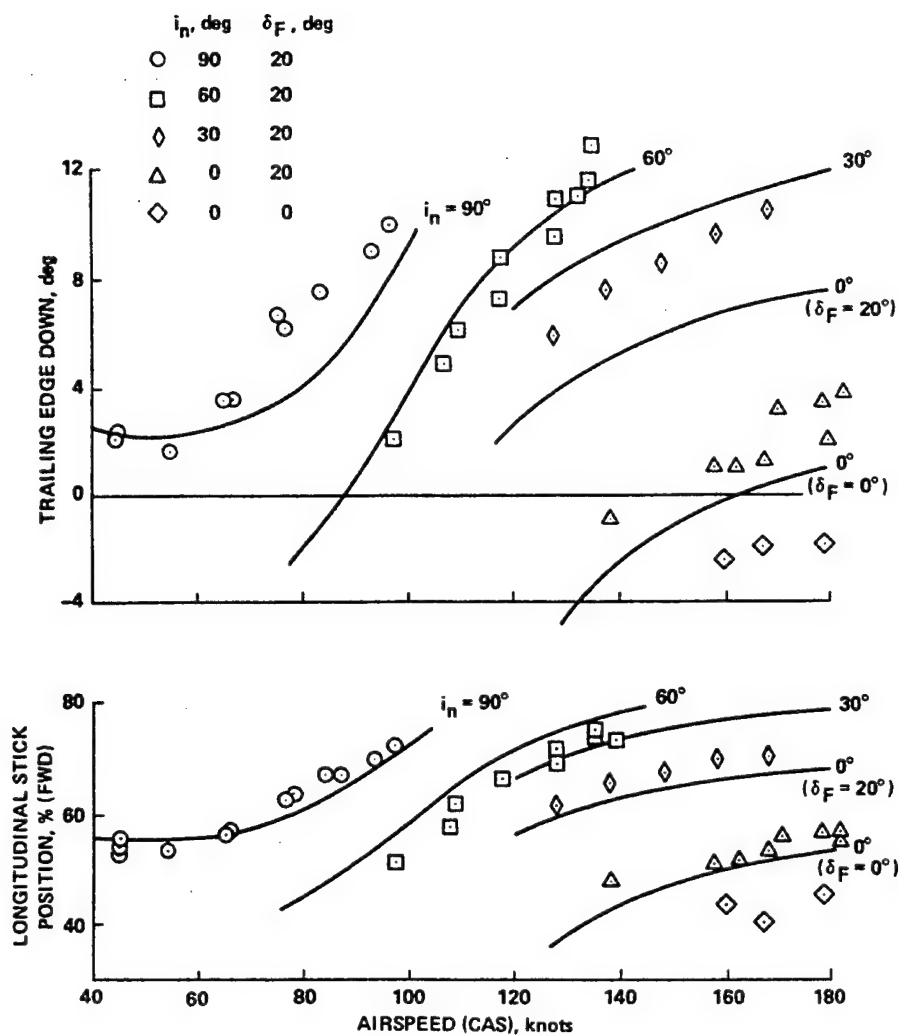 i_n, deg δ_F, deg
90 20
60 20
30 20
0 20
0 0
12
8
4
0
–4
TRAILING EDGE DOWN, deg
i_n = 90°
60°
30°
0°
(δ_F = 20°)
0°
(δ_F = 0°)
80
60
40
LONGITUDINAL STICK
POSITION, % (FWD)
i_n = 90°
60°
30°
0°
(δ_F = 20°)
0°
(δ_F = 0°)
40 60 80 100 120 140 160 180
AIRSPEED (CAS), knots